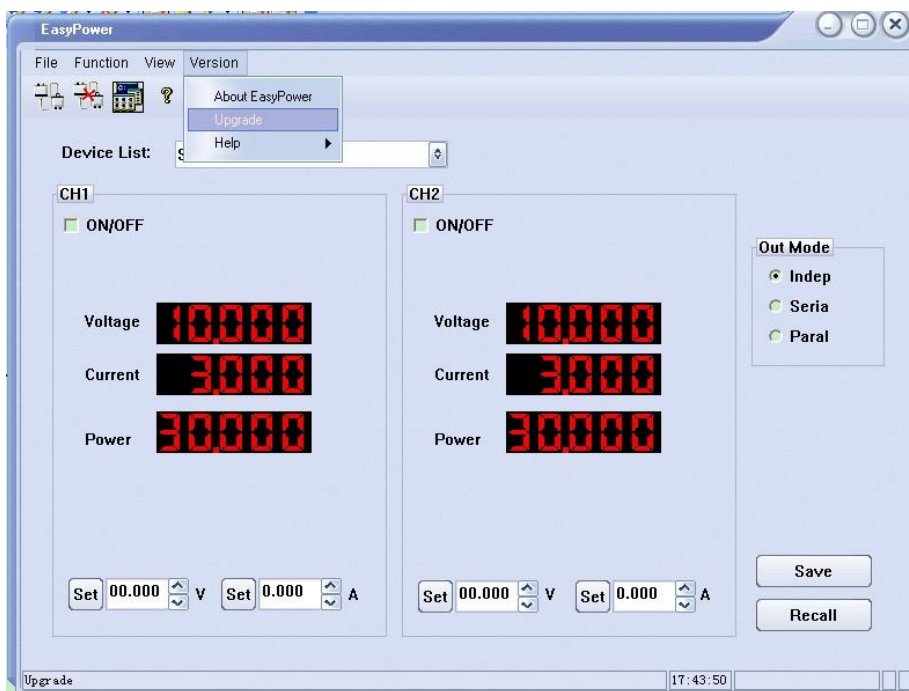 EasyPower
File Function View Version
About EasyPower
Upgrade
Help
Device List:
CH1
ON/OFF
Voltage 10.000
Current 3.000
Power 30.000
Set 00.000 V Set 0.000 A
CH2
ON/OFF
Voltage 10.000
Current 3.000
Power 30.000
Set 00.000 V Set 0.000 A
Out Mode
Indep
Seria
Paral
Save
Recall
Upgrade 17:43:50